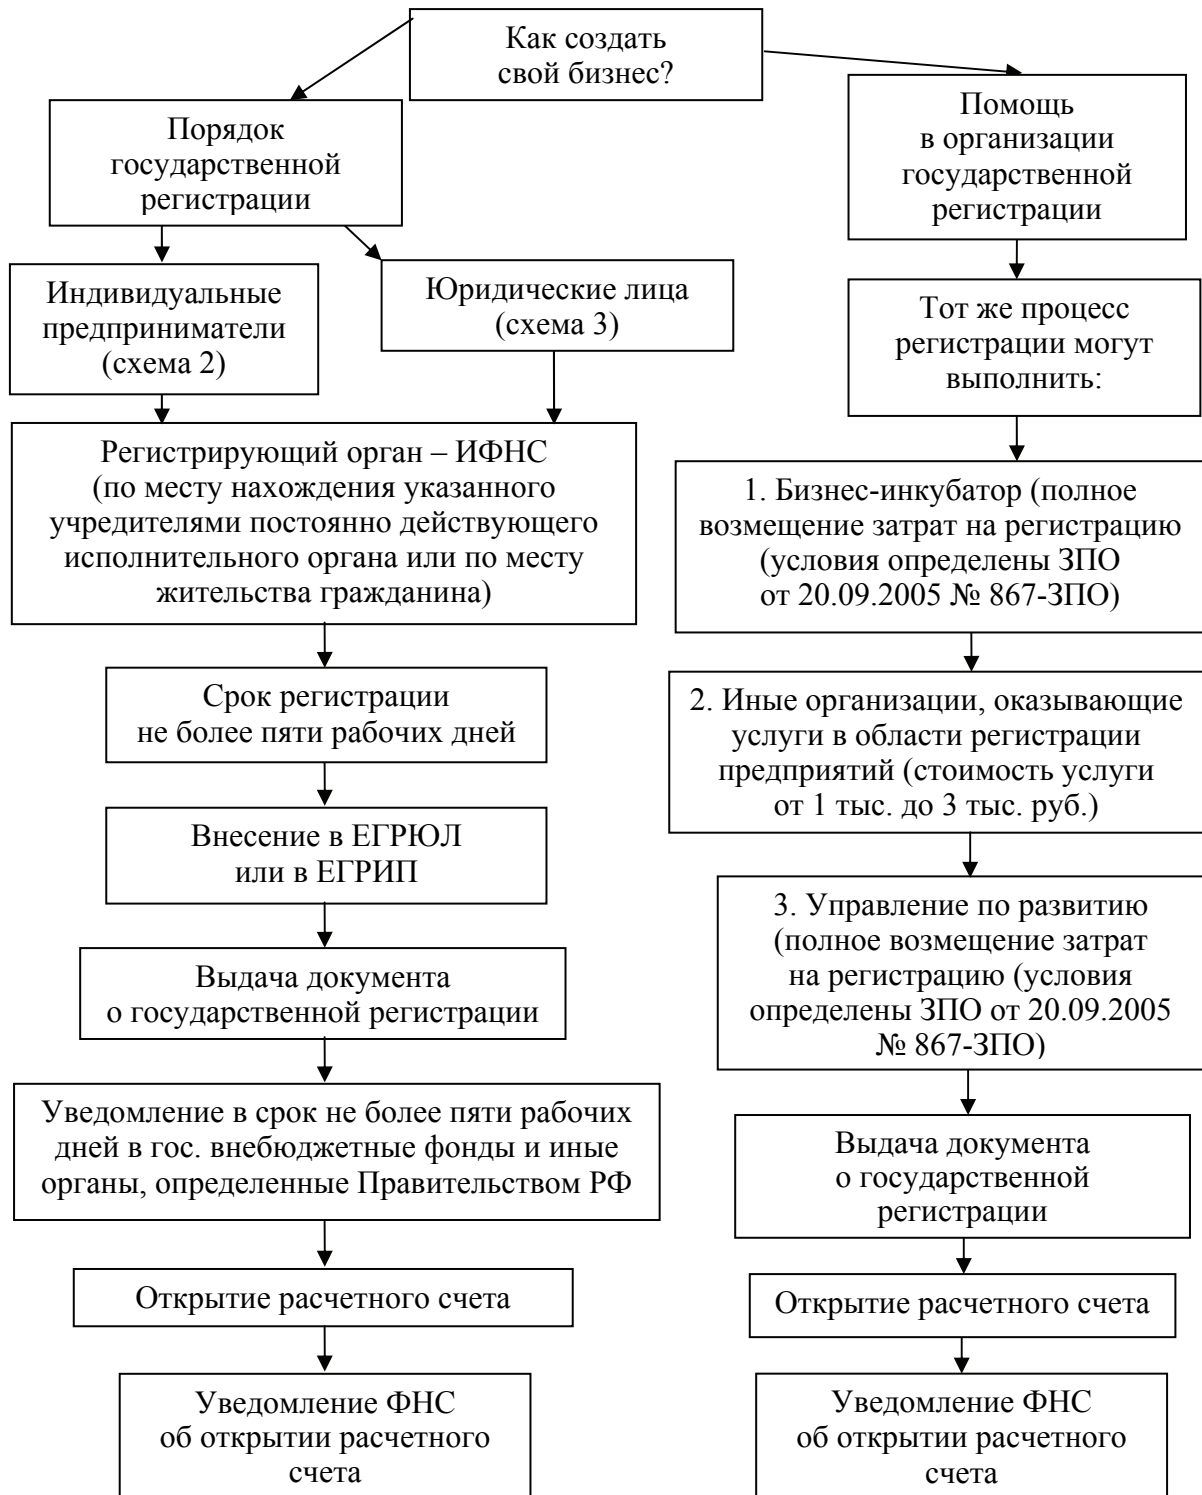 Как создать
свой бизнес?
Порядок
государственной
регистрации
Индивидуальные
предприниматели
(схема 2)
Юридические лица
(схема 3)
Регистрирующий орган – ИФНС
(по месту нахождения указанного
учредителями постоянно действующего
исполнительного органа или по месту
жительства гражданина)
Срок регистрации
не более пяти рабочих дней
Внесение в ЕГРЮЛ
или в ЕГРИП
Выдача документа
о государственной регистрации
Уведомление в срок не более пяти рабочих
дней в гос. внебюджетные фонды и иные
органы, определенные Правительством РФ
Открытие расчетного счета
Уведомление ФНС
об открытии расчетного
счета
Помощь
в организации
государственной
регистрации
Тот же процесс
регистрации могут
выполнить:
1. Бизнес-инкубатор (полное
возмещение затрат на регистрацию
(условия определены ЗПО
от 20.09.2005 № 867-ЗПО)
2. Иные организации, оказывающие
услуги в области регистрации
предприятий (стоимость услуги
от 1 тыс. до 3 тыс. руб.)
3. Управление по развитию
(полное возмещение затрат
на регистрацию (условия
определены ЗПО от 20.09.2005
№ 867-ЗПО)
Выдача документа
о государственной
регистрации
Открытие расчетного счета
Уведомление ФНС
об открытии расчетного
счета